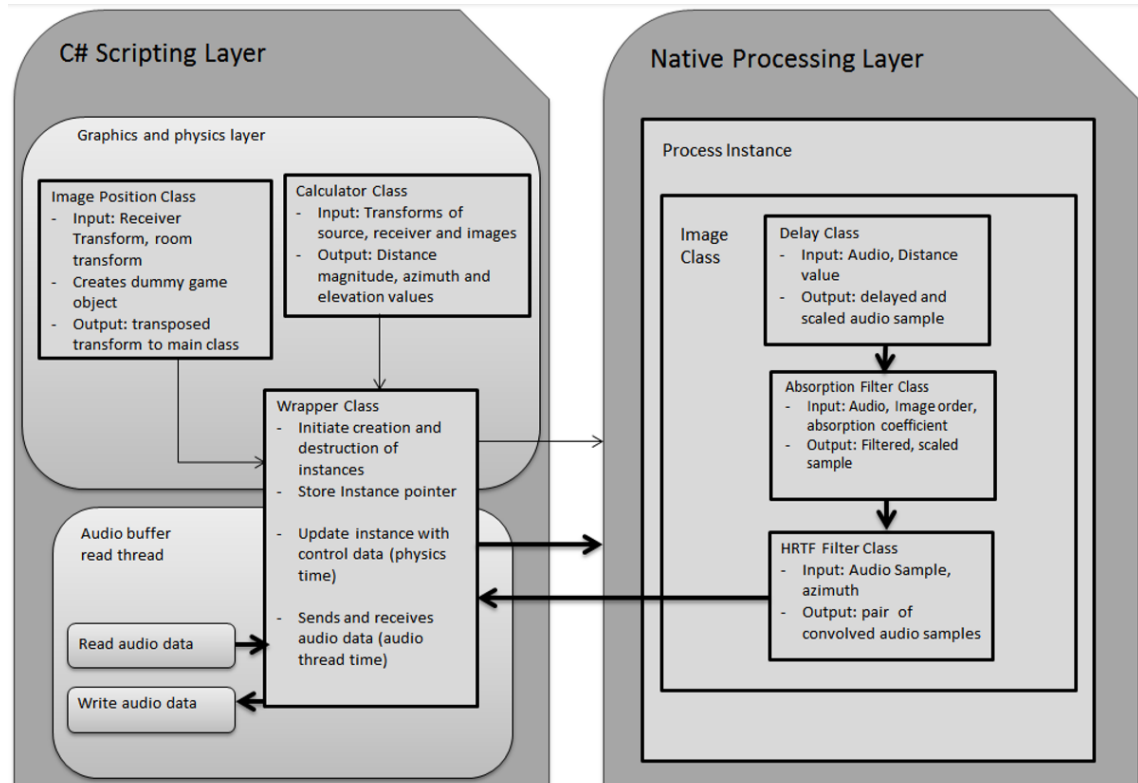 C# Scripting Layer
Graphics and physics layer
Image Position Class
- Input: Receiver
Transform, room
transform
- Creates dummy game
object
- Output: transposed
transform to main class
Calculator Class
- Input: Transforms of
source, receiver and images
- Output: Distance
magnitude, azimuth and
elevation values
Wrapper Class
- Initiate creation and
destruction of
instances
- Store Instance pointer
- Update instance with
control data (physics
time)
- Sends and receives
audio data (audio
thread time)
Audio buffer
read thread
Read audio data
Write audio data
Native Processing Layer
Process Instance
Image
Class
Delay Class
- Input: Audio, Distance
value
- Output: delayed and
scaled audio sample
Absorption Filter Class
- Input: Audio, Image order,
absorption coefficient
- Output: Filtered, scaled
sample
HRTF Filter Class
- Input: Audio Sample,
azimuth
- Output: pair of
convolved audio samples